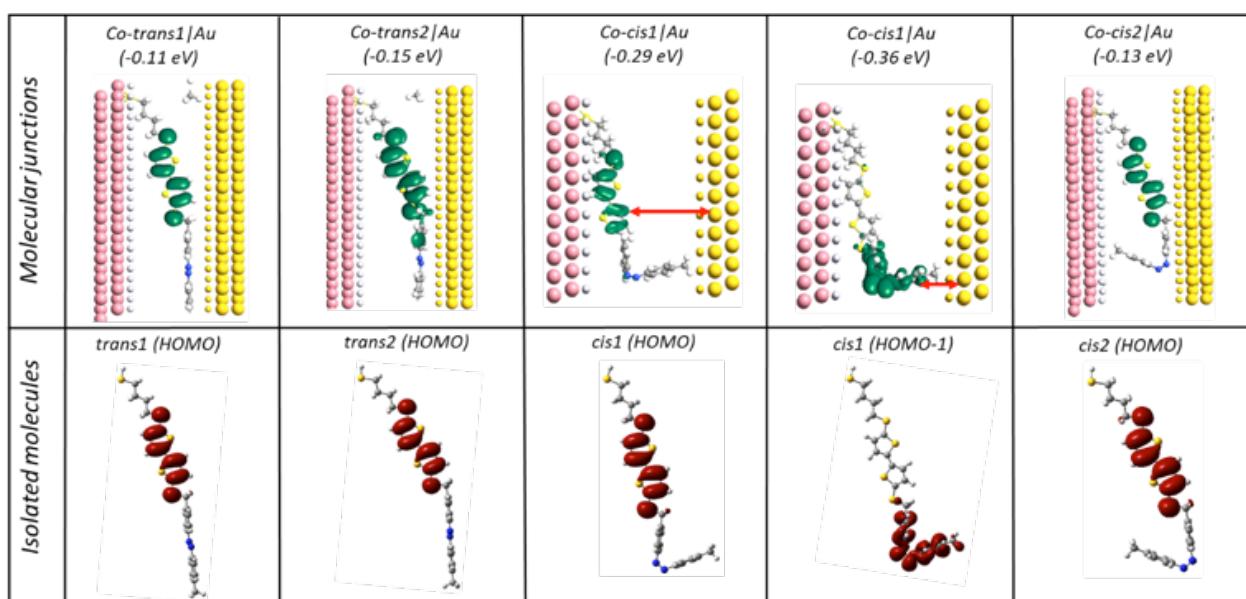 Molecular junctions
Co-trans1|Au
(-0.11 eV)
Co-trans2|Au
(-0.15 eV)
Co-cis1|Au
(-0.29 eV)
Co-cis1|Au
(-0.36 eV)
Co-cis2|Au
(-0.13 eV)
Isolated molecules
trans1 (HOMO)
trans2 (HOMO)
cis1 (HOMO)
cis1 (HOMO-1)
cis2 (HOMO)